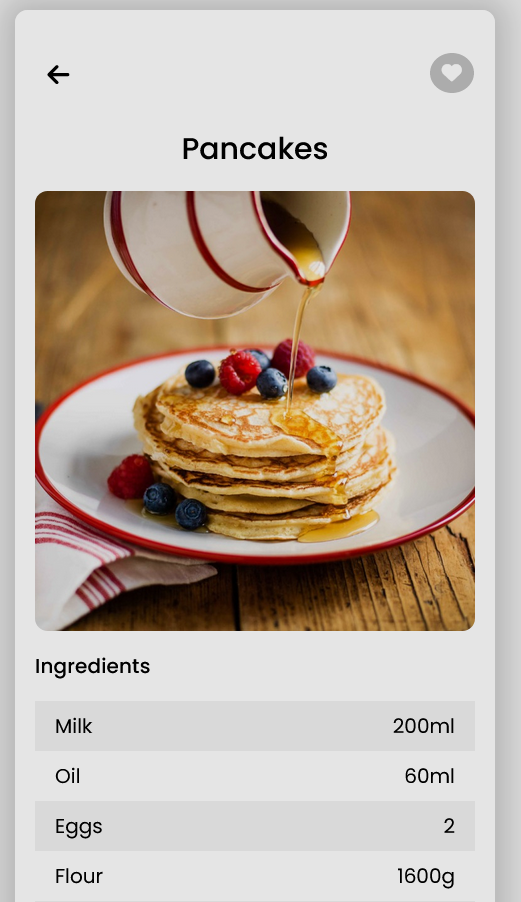 Pancakes
Ingredients
Milk 200ml
Oil 60ml
Eggs 2
Flour 1600g